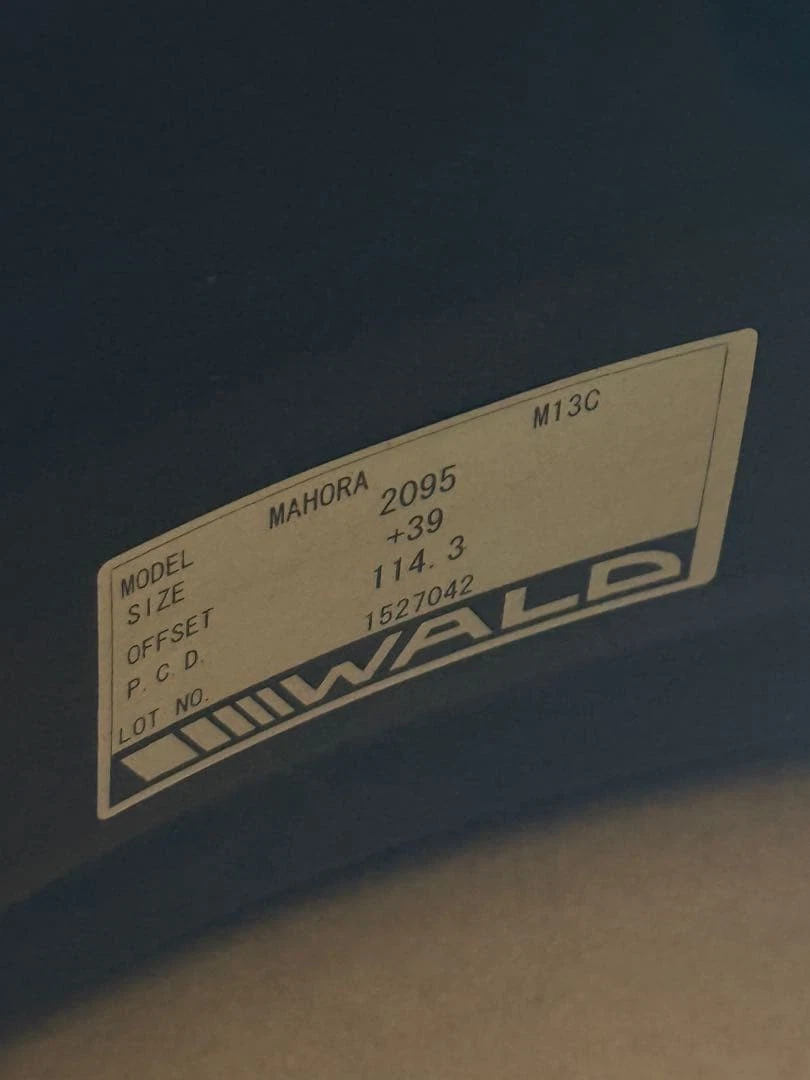 MODEL MAHORA M13C
SIZE 2095
OFFSET +39
P. C. D. 114. 3
LOT NO. 1527042
WALD